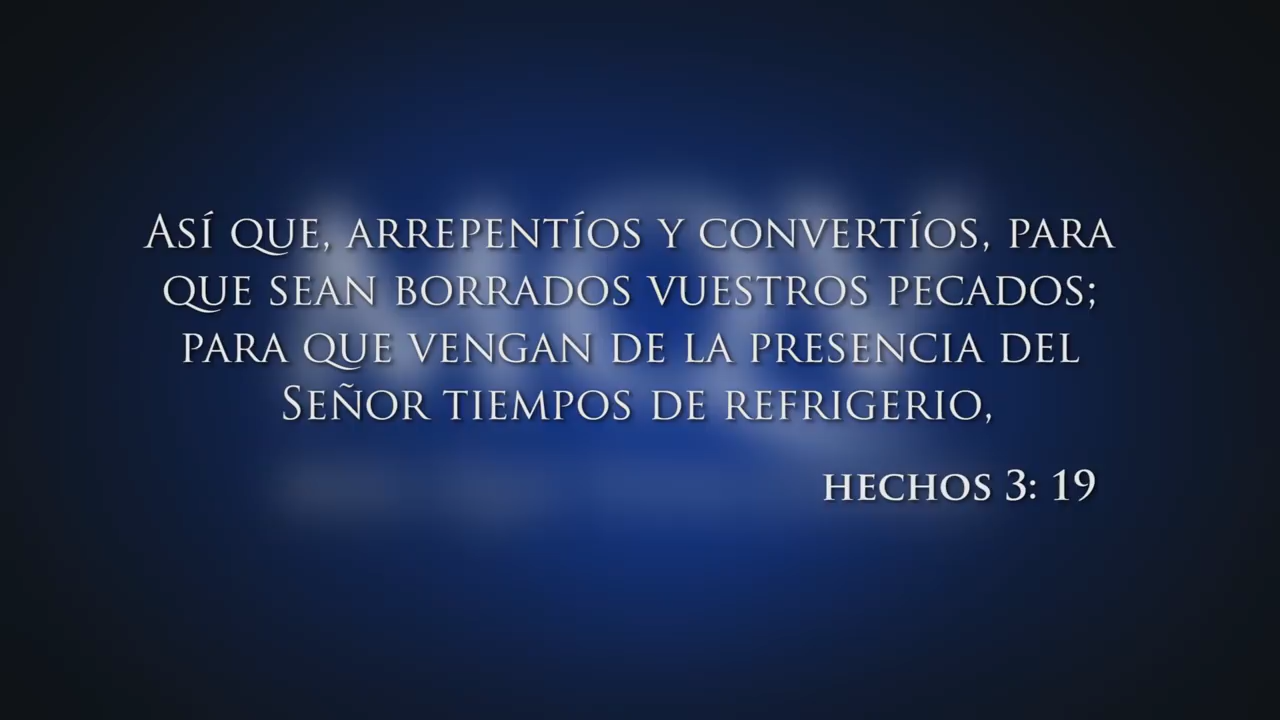 Así que, arrepentíos y convertíos, para
que sean borrados vuestros pecados;
para que vengan de la presencia del
Señor tiempos de refrigerio,
hechos 3: 19